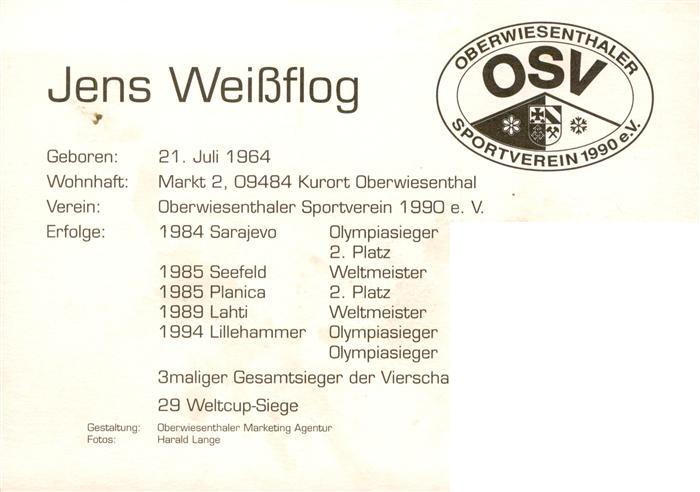 OBERWIESENTHALER
OSV
SPORTVEREIN 1990 e.V.
Jens Weißflog
Geboren: 21. Juli 1964
Wohnhaft: Markt 2, 09484 Kurort Oberwiesenthal
Verein: Oberwiesenthaler Sportverein 1990 e. V.
Erfolge: 1984 Sarajevo Olympiasieger
2. Platz
1985 Seefeld Weltmeister
1985 Planica 2. Platz
1989 Lahti Weltmeister
1994 Lillehammer Olympiasieger
Olympiasieger
3maliger Gesamtsieger der Vierscha
29 Weltcup-Siege
Gestaltung: Oberwiesenthaler Marketing Agentur
Fotos: Harald Lange